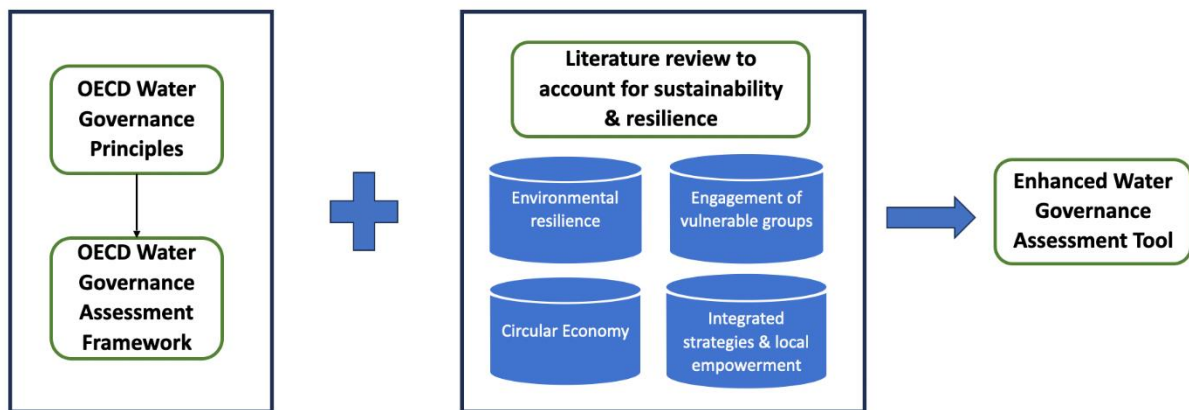 OECD Water
Governance
Principles
OECD Water
Governance
Assessment
Framework
Literature review to
account for sustainability
& resilience
Environmental
resilience
Engagement of
vulnerable groups
Circular Economy
Integrated
strategies & local
empowerment
Enhanced Water
Governance
Assessment Tool